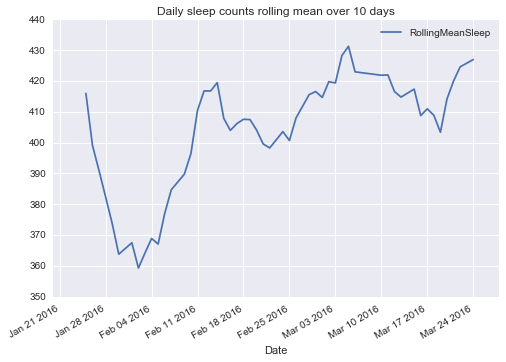 Daily sleep counts rolling mean over 10 days
RollingMeanSleep
440
430
420
410
400
390
380
370
360
350
Jan 21 2016
Jan 28 2016
Feb 04 2016
Feb 11 2016
Feb 18 2016
Feb 25 2016
Mar 03 2016
Mar 10 2016
Mar 17 2016
Mar 24 2016
Date